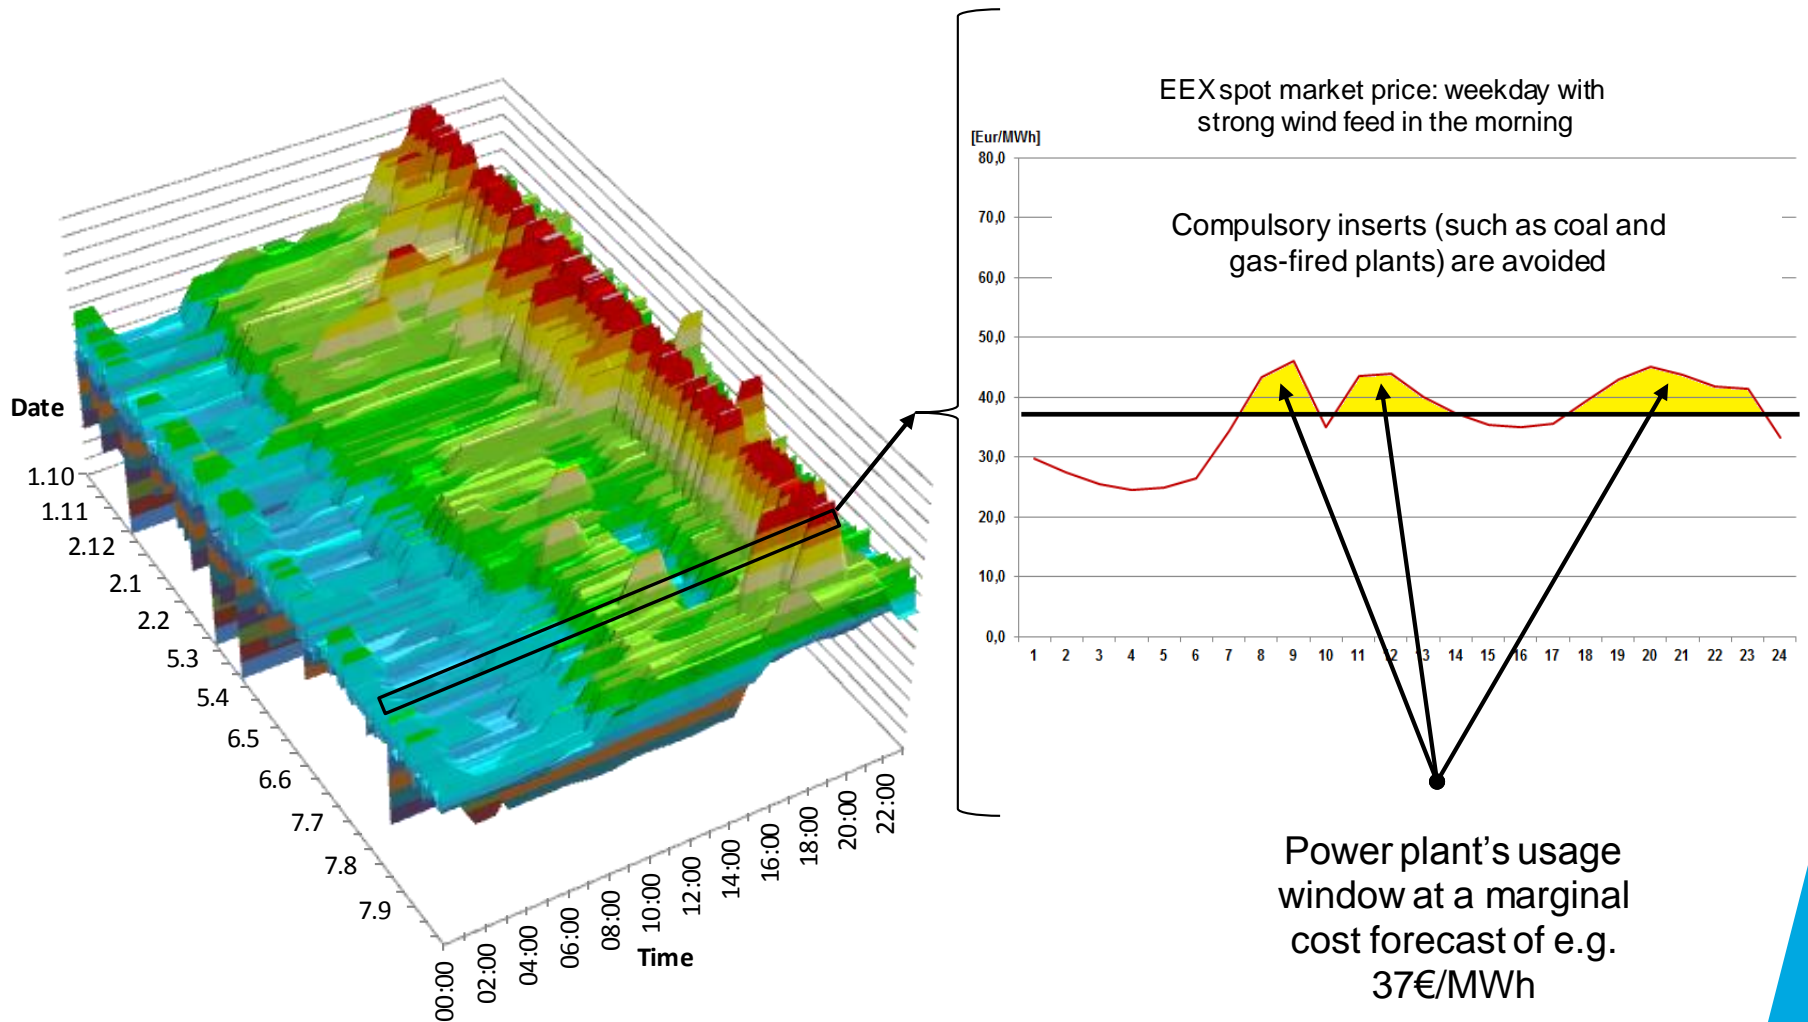 Date
1.10
1.11
2.12
2.1
2.2
5.3
5.4
6.5
6.6
7.7
7.8
7.9
00:00
02:00
04:00
06:00
08:00
10:00
12:00
14:00
16:00
18:00
20:00
22:00
Time
EEX spot market price: weekday with
strong wind feed in the morning
[Eur/MWh]
Compulsory inserts (such as coal and
gas-fired plants) are avoided
80,0
70,0
60,0
50,0
40,0
30,0
20,0
10,0
0,0
1 2 3 4 5 6 7 8 9 10 11 12 13 14 15 16 17 18 19 20 21 22 23 24
Power plant's usage
window at a marginal
cost forecast of e.g.
37€/MWh